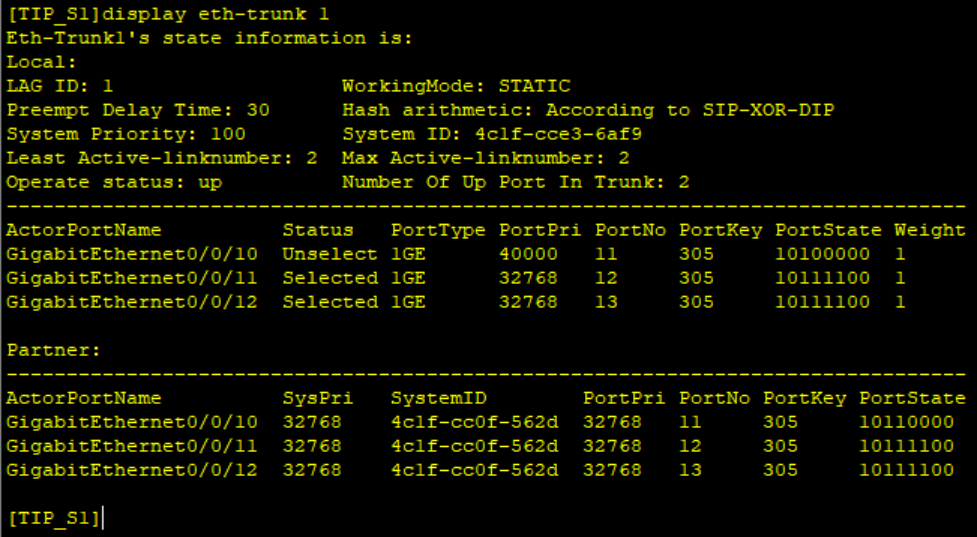 [TIP_S1]display eth-trunk 1
Eth-Trunk1's state information is:
Local:
LAG ID: 1                   WorkingMode: STATIC
Preempt Delay Time: 30      Hash arithmetic: According to SIP-XOR-DIP
System Priority: 100        System ID: 4c1f-cce3-6af9
Least Active-linknumber: 2  Max Active-linknumber: 2
Operate status: up          Number Of Up Port In Trunk: 2
--------------------------------------------------------------------------------
ActorPortName          Status   PortType PortPri PortNo PortKey PortState Weight
GigabitEthernet0/0/10  Unselect 1GE      40000   11     305     10100000  1
GigabitEthernet0/0/11  Selected 1GE      32768   12     305     10111100  1
GigabitEthernet0/0/12  Selected 1GE      32768   13     305     10111100  1

Partner:
--------------------------------------------------------------------------------
ActorPortName          SysPri   SystemID        PortPri PortNo PortKey PortState
GigabitEthernet0/0/10  32768    4c1f-cc0f-562d  32768   11     305     10110000
GigabitEthernet0/0/11  32768    4c1f-cc0f-562d  32768   12     305     10111100
GigabitEthernet0/0/12  32768    4c1f-cc0f-562d  32768   13     305     10111100

[TIP_S1]